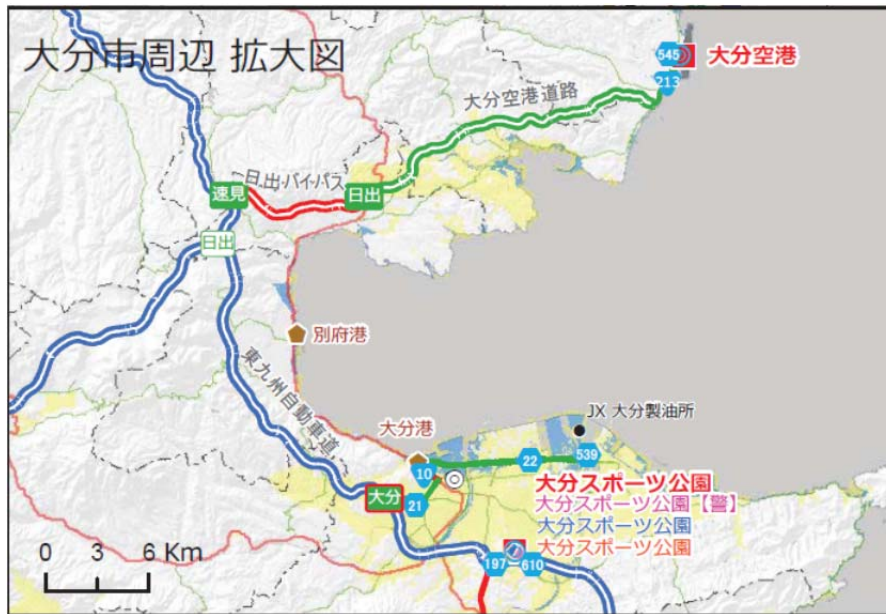 大分市周辺 拡大図
545
大分空港
213
大分空港道路
日出バイパス
速見
日出
日出
別府港
東九州自動車道
JX 大分製油所
大分港
10
22
539
大分スポーツ公園
大分
21
大分スポーツ公園【警】
大分スポーツ公園
大分スポーツ公園
0 3 6 Km
197
610